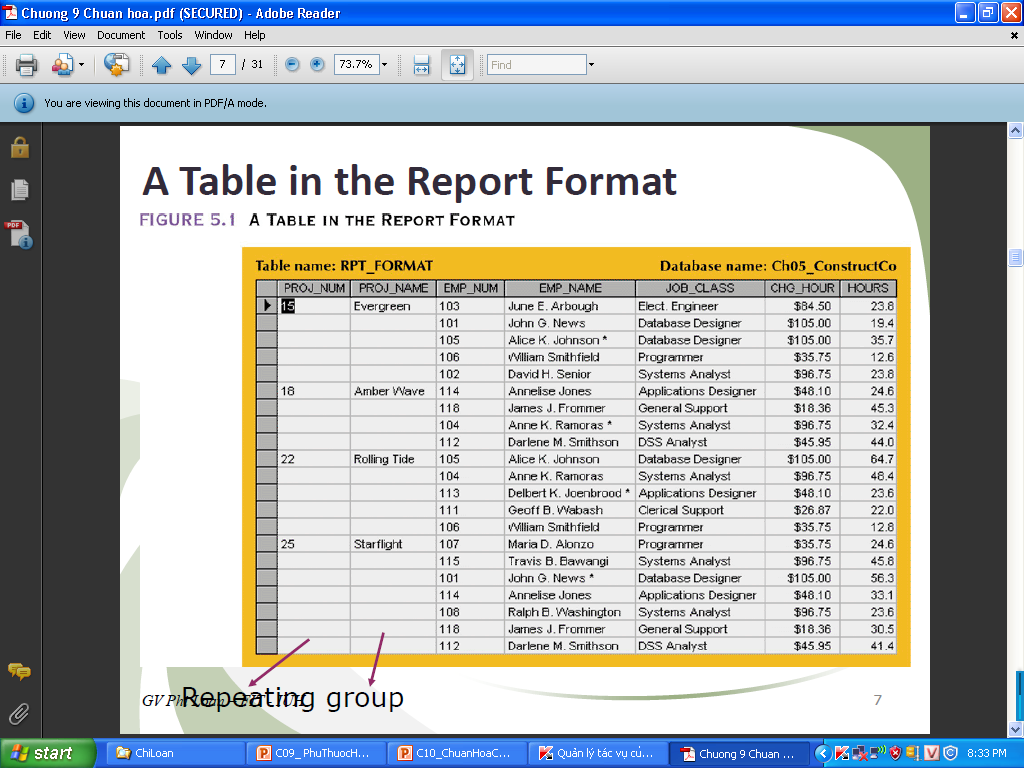 Chuong 9 Chuan hoa.pdf (SECURED) - Adobe Reader
File Edit View Document Tools Window Help
7 / 31 73.7% Find
You are viewing this document in PDF/A mode.
A Table in the Report Format
FIGURE 5.1 A TABLE IN THE REPORT FORMAT
Table name: RPT_FORMAT Database name: Ch05_ConstructCo
PROJ_NUM PROJ_NAME EMP_NUM EMP_NAME JOB_CLASS CHG_HOUR HOURS
15 Evergreen 103 June E. Arbough Elect. Engineer $84.50 23.8
101 John G. News Database Designer $105.00 19.4
105 Alice K. Johnson * Database Designer $105.00 35.7
106 William Smithfield Programmer $35.75 12.6
102 David H. Senior Systems Analyst $96.75 23.8
18 Amber Wave 114 Annelise Jones Applications Designer $48.10 24.6
118 James J. Frommer General Support $18.36 45.3
104 Anne K. Ramoras * Systems Analyst $96.75 32.4
112 Darlene M. Smithson DSS Analyst $45.95 44.0
22 Rolling Tide 105 Alice K. Johnson Database Designer $105.00 64.7
104 Anne K. Ramoras Systems Analyst $96.75 48.4
113 Delbert K. Joenbrood * Applications Designer $48.10 23.6
111 Geoff B. Wabash Clerical Support $26.87 22.0
106 William Smithfield Programmer $35.75 12.8
25 Starflight 107 Maria D. Alonzo Programmer $35.75 24.6
115 Travis B. Bawangi Systems Analyst $96.75 45.8
101 John G. News * Database Designer $105.00 56.3
114 Annelise Jones Applications Designer $48.10 33.1
108 Ralph B. Washington Systems Analyst $96.75 23.6
118 James J. Frommer General Support $18.36 30.5
112 Darlene M. Smithson DSS Analyst $45.95 41.4
Repeating group
GV 7
start ChiLoan C09_PhuThuocH... C10_ChuanHoaC... Quản lý tác vụ củ... Chuong 9 Chuan ... 8:33 PM